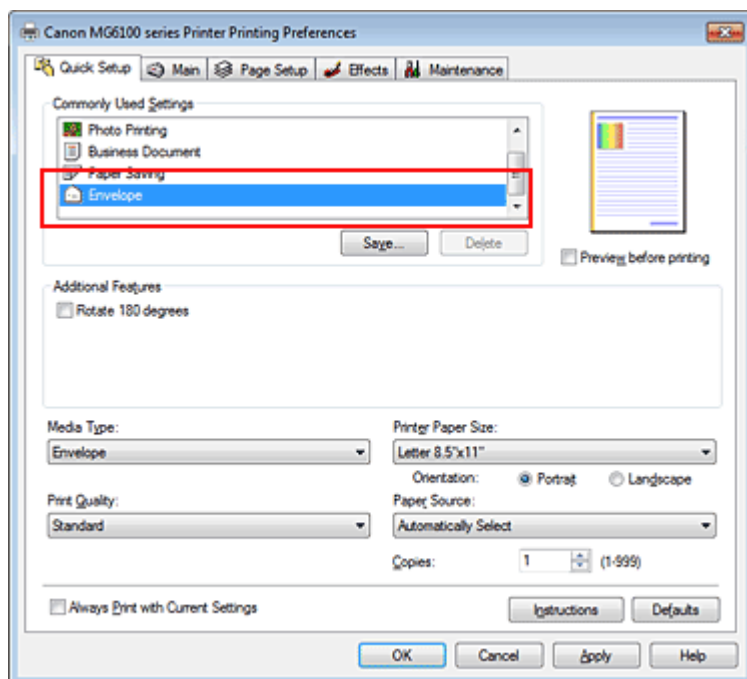 Canon MG6100 series Printer Printing Preferences
Quick Setup Main Page Setup Effects Maintenance
Commonly Used Settings
Photo Printing
Business Document
Paper Saving
Envelope
Save... Delete
Preview before printing
Additional Features
Rotate 180 degrees
Media Type: Printer Paper Size:
Envelope Letter 8.5"x11"
Orientation: Portrait Landscape
Print Quality: Paper Source:
Standard Automatically Select
Copies: 1 (1-999)
Always Print with Current Settings Instructions Defaults
OK Cancel Apply Help